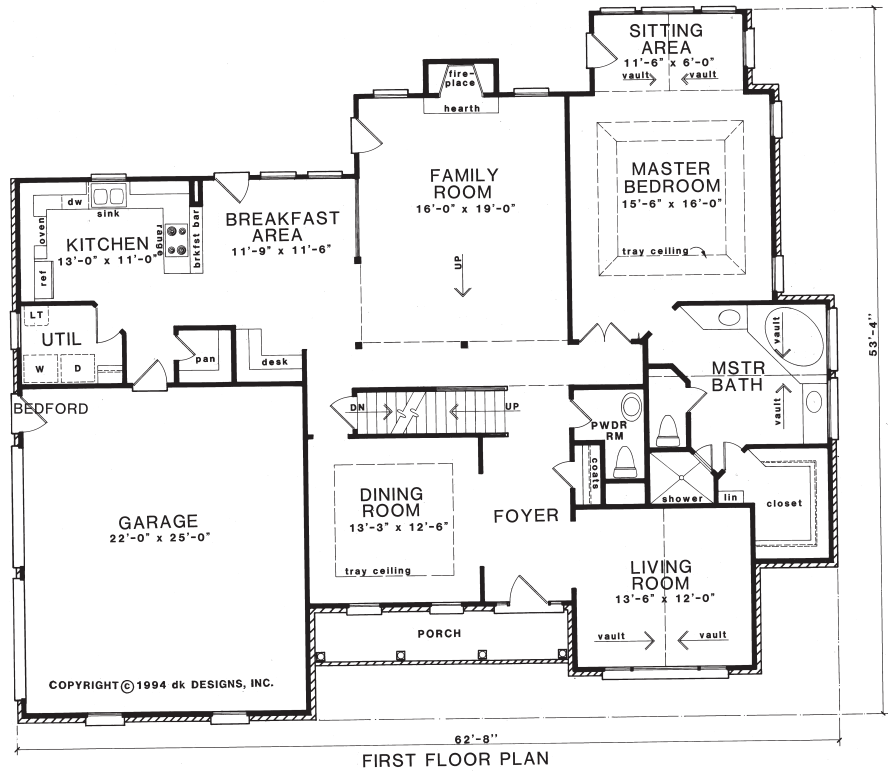 SITTING
AREA
11'-6" x 6'-0"
vault vault
fire-
place
hearth
FAMILY
ROOM
16'-0" x 19'-0"
UP
MASTER
BEDROOM
15'-6" x 16'-0"
tray ceiling
dw
sink
oven
range
brkfst bar
ref
KITCHEN
13'-0" x 11'-0"
BREAKFAST
AREA
11'-9" x 11'-6"
LT
UTIL
W D
pan
desk
vault
MSTR
BATH
vault
53'-4"
BEDFORD
DN UP
PWDR
RM
coats
shower
lin
closet
GARAGE
22'-0" x 25'-0"
DINING
ROOM
13'-3" x 12'-6"
tray ceiling
FOYER
LIVING
ROOM
13'-6" x 12'-0"
vault vault
PORCH
COPYRIGHT © 1994 dk DESIGNS, INC.
62'-8"
FIRST FLOOR PLAN